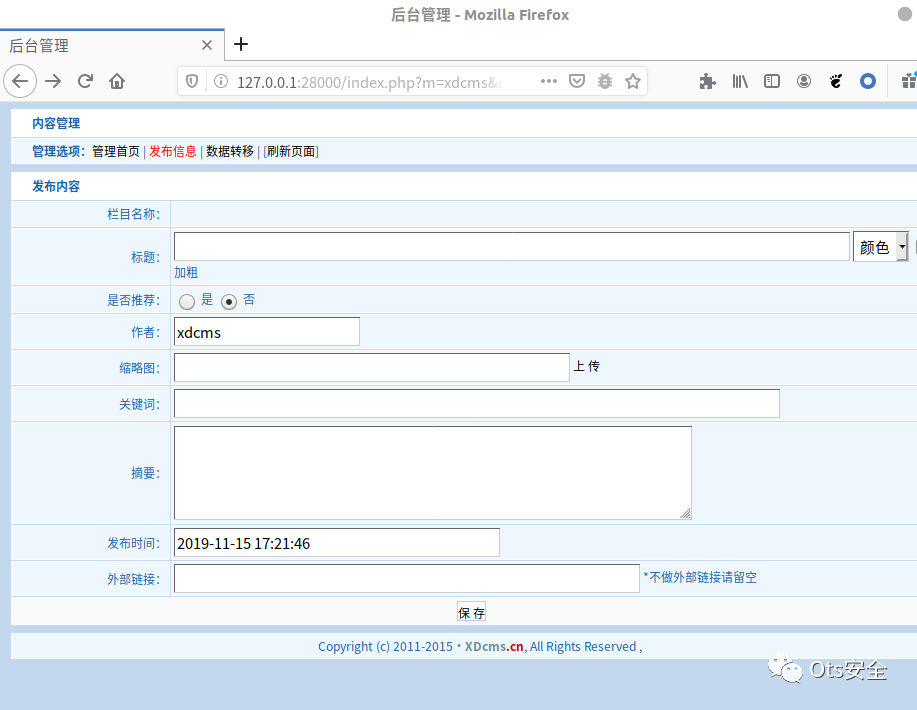 后台管理 - Mozilla Firefox
后台管理
127.0.0.1:28000/index.php?m=xdcms&c
内容管理
管理选项：管理首页 | 发布信息 | 数据转移 | [刷新页面]
发布内容
栏目名称：
标题： 颜色
加粗
是否推荐： 是 否
作者： xdcms
缩略图： 上 传
关键词：
摘要：
发布时间： 2019-11-15 17:21:46
外部链接： *不做外部链接请留空
保 存
Copyright (c) 2011-2015・XDcms.cn, All Rights Reserved ,
Ots安全